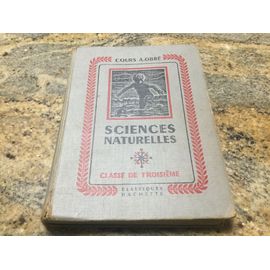 COURS A.OBRÉ
SCIENCES
NATURELLES
CLASSE DE TROISIÈME
CLASSIQUES
HACHETTE